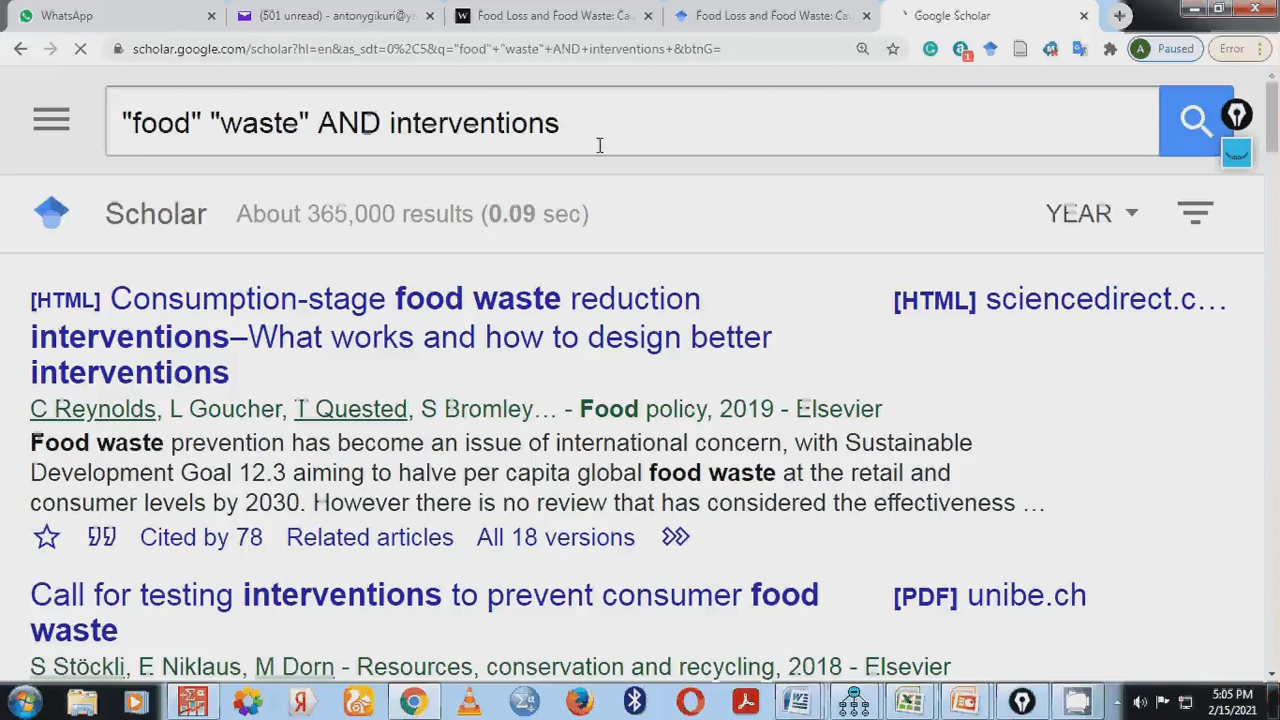 WhatsApp
(501 unread) - antonygikuri@y
Food Loss and Food Waste: Cau
Food Loss and Food Waste: Cau
Google Scholar
scholar.google.com/scholar?hl=en&as_sdt=0%2C5&q="food"+"waste"+AND+interventions+&btnG=
1
A Paused
Error
"food" "waste" AND interventions
Scholar About 365,000 results (0.09 sec)
YEAR
[HTML] Consumption-stage food waste reduction
[HTML] sciencedirect.c...
interventions–What works and how to design better
interventions
C Reynolds, L Goucher, T Quested, S Bromley... - Food policy, 2019 - Elsevier
Food waste prevention has become an issue of international concern, with Sustainable
Development Goal 12.3 aiming to halve per capita global food waste at the retail and
consumer levels by 2030. However there is no review that has considered the effectiveness ...
Cited by 78 Related articles All 18 versions
Call for testing interventions to prevent consumer food
[PDF] unibe.ch
waste
S Stöckli, E Niklaus, M Dorn - Resources, conservation and recycling, 2018 - Elsevier
5:05 PM
2/15/2021